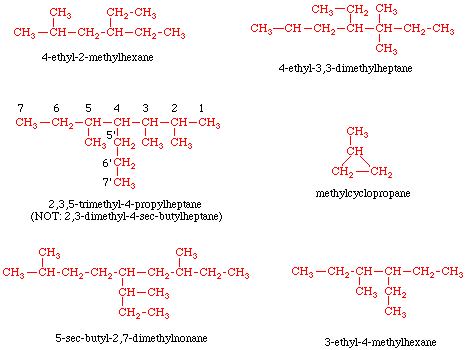 CH₃ CH₂—CH₃
CH₃—CH—CH₂—CH—CH₂—CH₃
4-ethyl-2-methylhexane
CH₃—CH₂ CH₃
CH₃—CH₂—CH₂—CH—C—CH₂—CH₃
CH₃
4-ethyl-3,3-dimethylheptane
7 6 5 4 3 2 1
CH₃—CH₂—CH—CH—CH—CH—CH₃
CH₃ 5' CH₂ CH₃ CH₃
6' CH₂
7' CH₃
2,3,5-trimethyl-4-propylheptane
(NOT: 2,3-dimethyl-4-sec-butylheptane)
CH₃
CH
CH₂—CH₂
methylcyclopropane
CH₃ CH₃
CH₃—CH—CH₂—CH₂—CH—CH₂—CH—CH₂—CH₃
CH—CH₃
CH₂—CH₃
5-sec-butyl-2,7-dimethylnonane
CH₃—CH₂—CH—CH—CH₂—CH₃
CH₃ CH₂
CH₃
3-ethyl-4-methylhexane